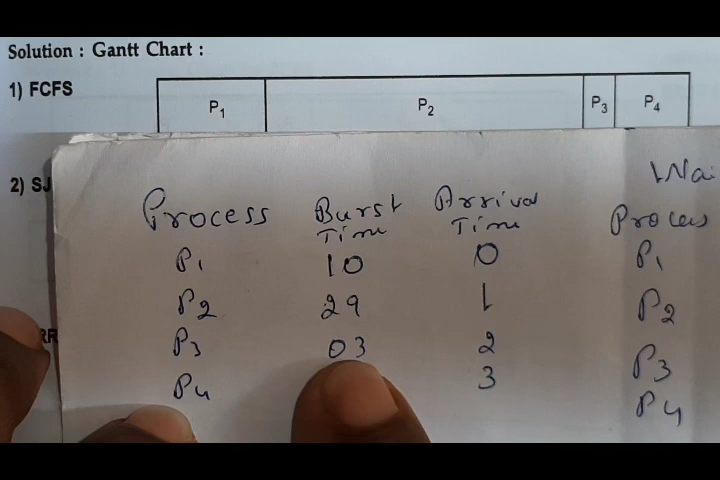 Solution : Gantt Chart :
1) FCFS P1 P2 P3 P4
2) SJ
Process Burst Time Arrival Time Process
P1 10 0 P1
P2 29 1 P2
P3 03 2 P3
P4 3 P4